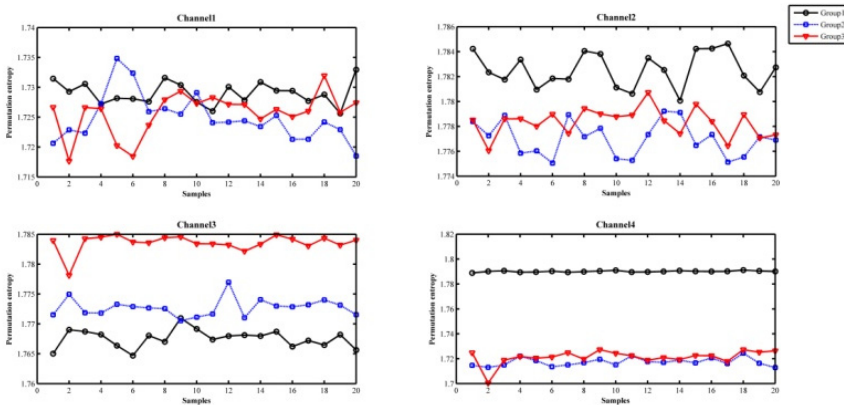 Channel1
1.74
1.735
1.73
1.725
1.72
1.715
Permutation entropy
0 2 4 6 8 10 12 14 16 18 20
Samples
Channel2
1.786
1.784
1.782
1.78
1.778
1.776
1.774
Permutation entropy
0 2 4 6 8 10 12 14 16 18 20
Samples
Group1
Group2
Group3
Channel3
1.785
1.78
1.775
1.77
1.765
1.76
Permutation entropy
0 2 4 6 8 10 12 14 16 18 20
Samples
Channel4
1.82
1.8
1.78
1.76
1.74
1.72
1.7
Permutation entropy
0 2 4 6 8 10 12 14 16 18 20
Samples